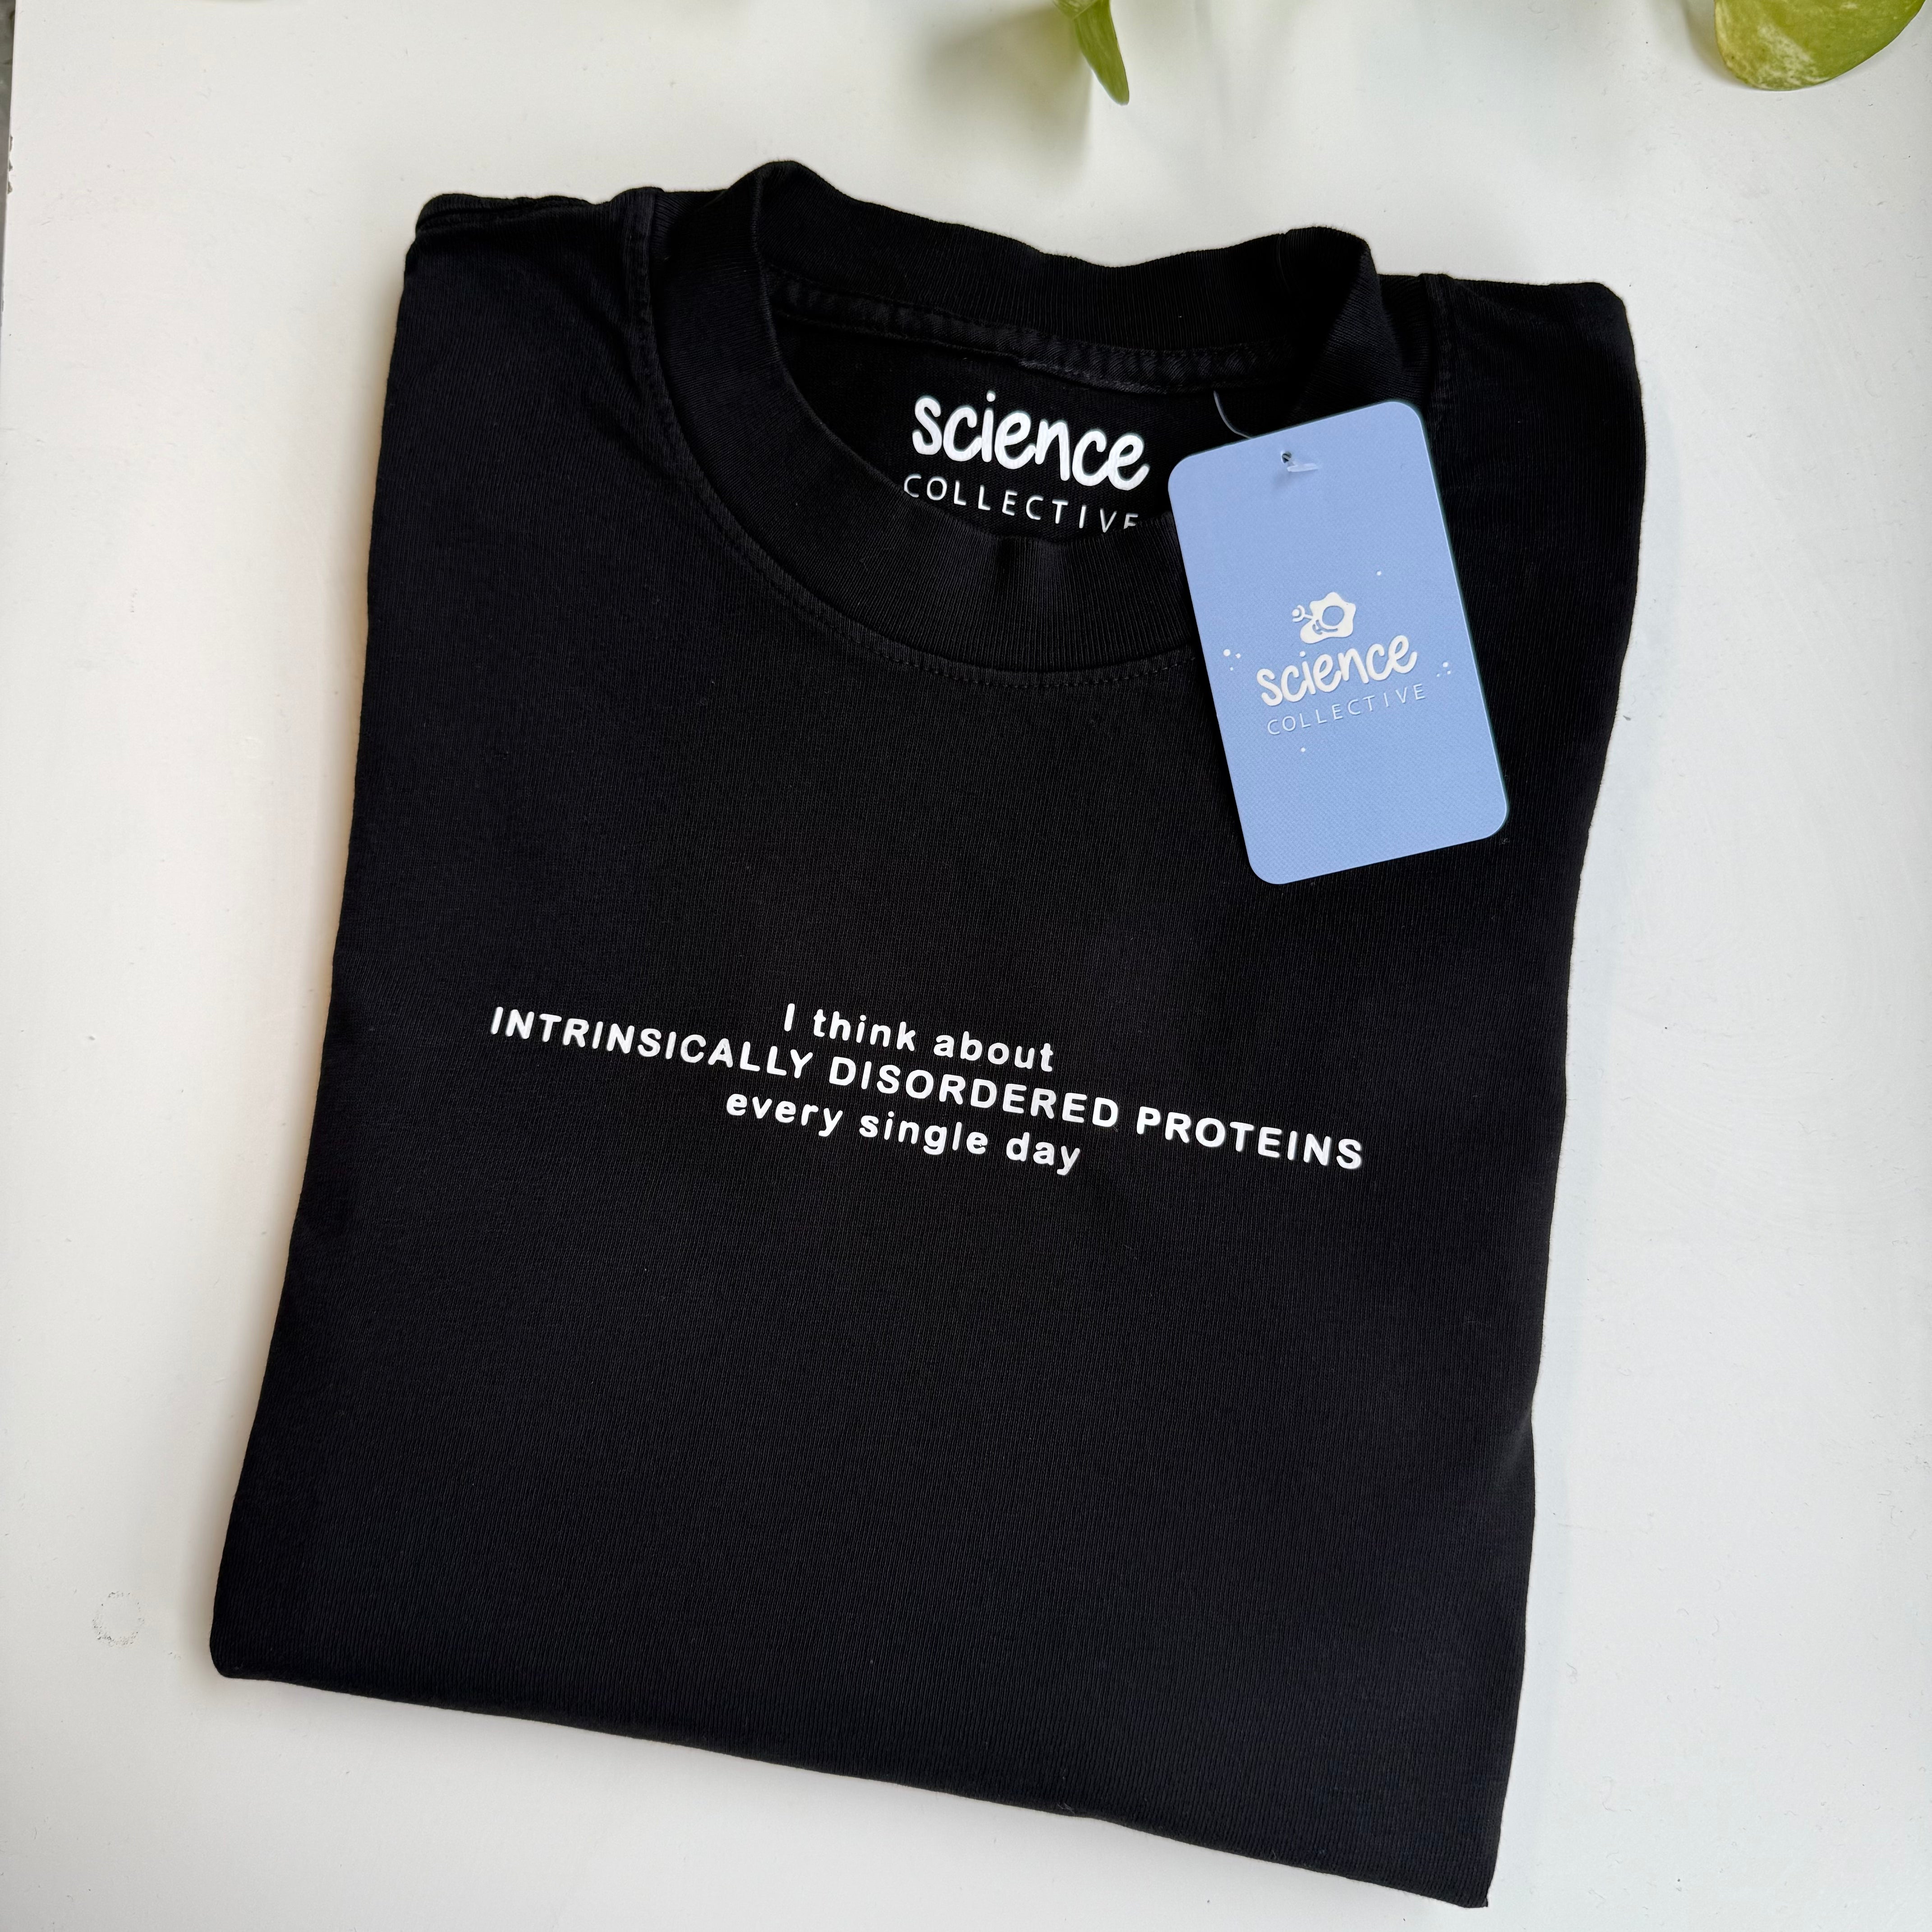 science
COLLECTIVE
science
COLLECTIVE
I think about
INTRINSICALLY DISORDERED PROTEINS
every single day